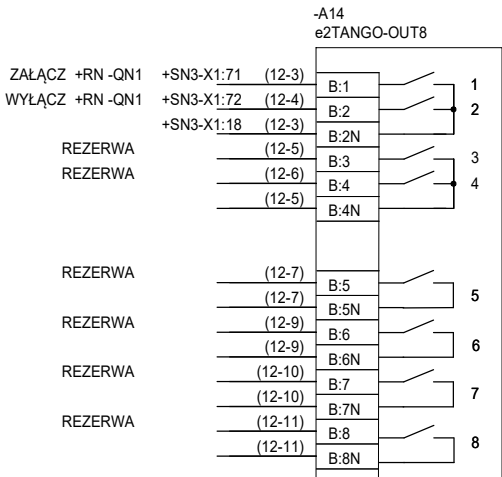 -A14
e2TANGO-OUT8
ZAŁĄCZ +RN -QN1 +SN3-X1:71 (12-3) B:1 1
WYŁĄCZ +RN -QN1 +SN3-X1:72 (12-4) B:2 2
+SN3-X1:18 (12-3) B:2N
REZERWA (12-5) B:3 3
REZERWA (12-6) B:4 4
(12-5) B:4N
REZERWA (12-7) B:5 5
(12-7) B:5N
REZERWA (12-9) B:6 6
(12-9) B:6N
REZERWA (12-10) B:7 7
(12-10) B:7N
REZERWA (12-11) B:8 8
(12-11) B:8N